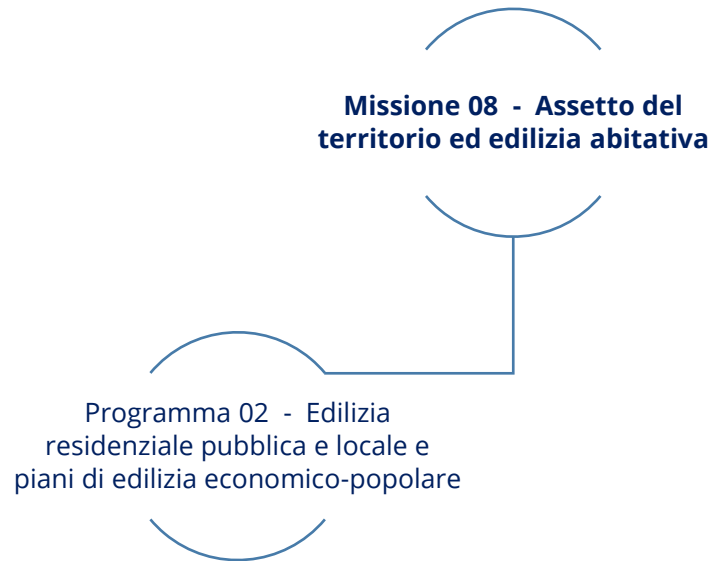 Missione 08 - Assetto del
territorio ed edilizia abitativa
Programma 02 - Edilizia
residenziale pubblica e locale e
piani di edilizia economico-popolare